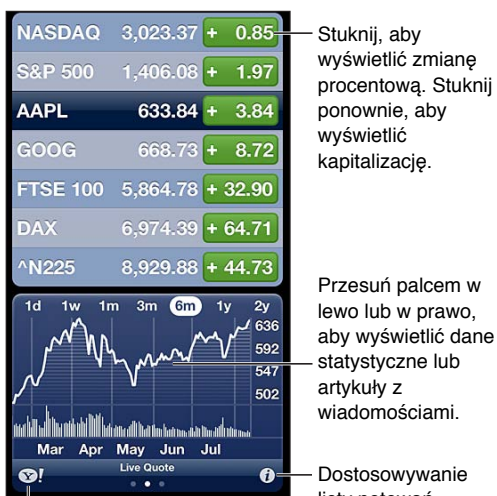 NASDAQ 3,023.37 + 0.85
S&P 500 1,406.08 + 1.97
AAPL 633.84 + 3.84
GOOG 668.73 + 8.72
FTSE 100 5,864.78 + 32.90
DAX 6,974.39 + 64.71
^N225 8,929.88 + 44.73
1d 1w 1m 3m 6m 1y 2y
636
592
547
502
Mar Apr May Jun Jul
Live Quote
Y!
i
Stuknij, aby
wyświetlić zmianę
procentową. Stuknij
ponownie, aby
wyświetlić
kapitalizację.
Przesuń palcem w
lewo lub w prawo,
aby wyświetlić dane
statystyczne lub
artykuły z
wiadomościami.
Dostosowywanie
listy notowań